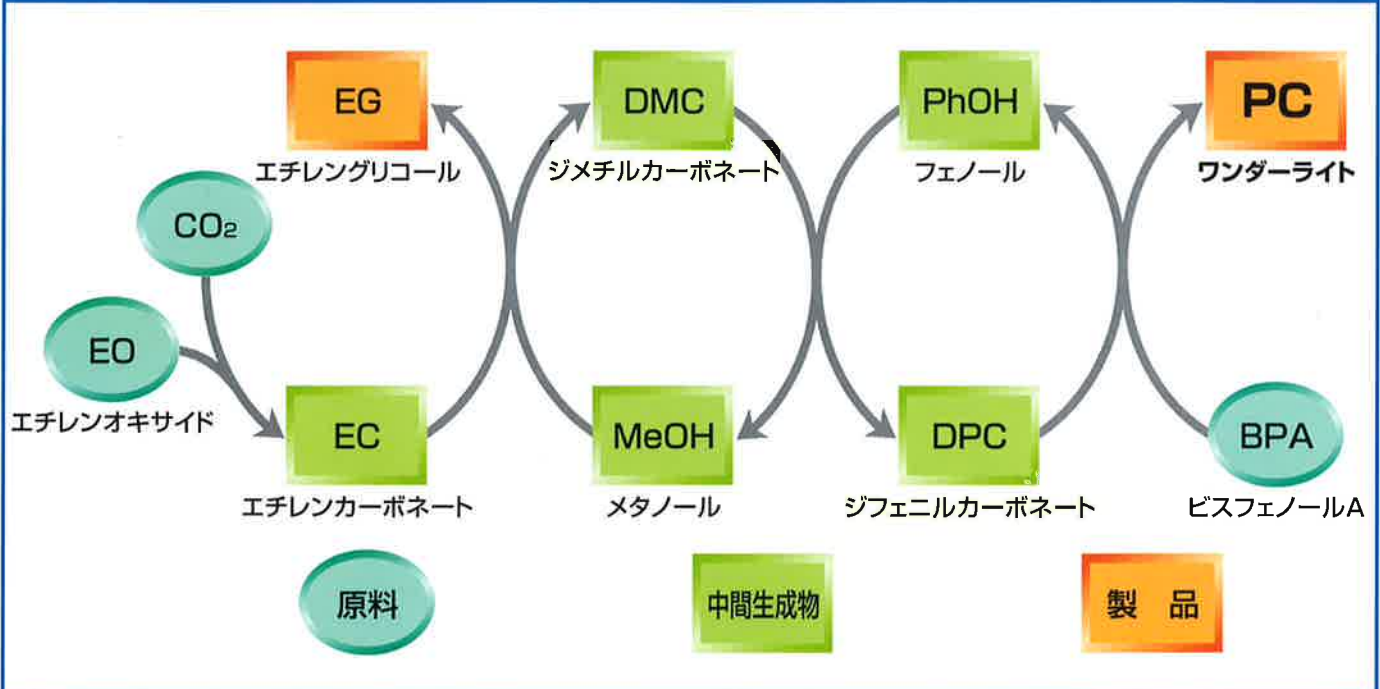 EG
エチレングリコール
DMC
ジメチルカーボネート
PhOH
フェノール
PC
ワンダーライト
CO₂
EO
エチレンオキサイド
EC
エチレンカーボネート
MeOH
メタノール
DPC
ジフェニルカーボネート
BPA
ビスフェノールA
原料
中間生成物
製 品